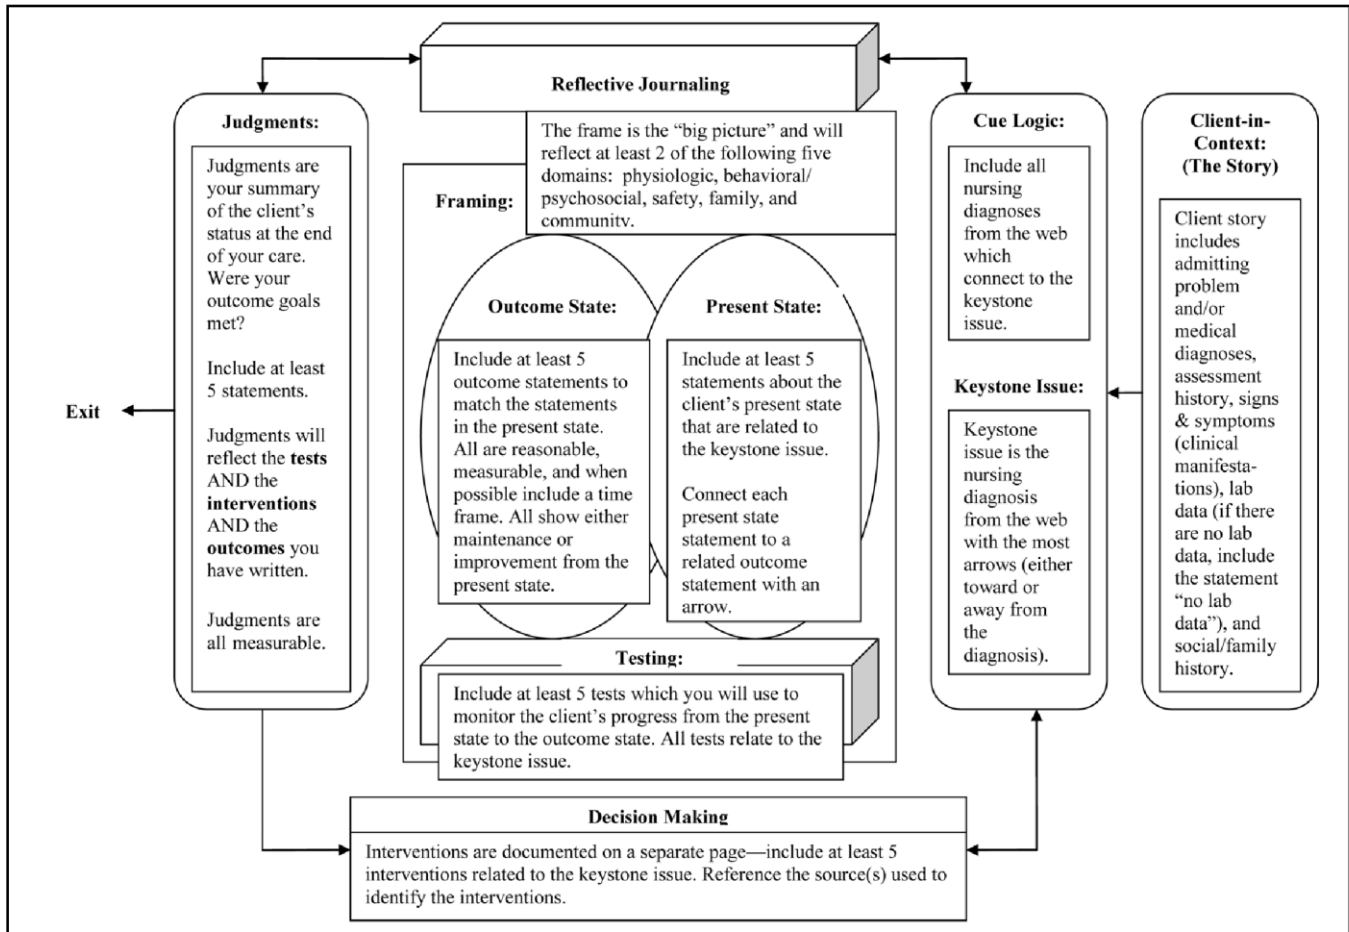 Reflective Journaling
Judgments:
Judgments are
your summary
of the client’s
status at the end
of your care.
Were your
outcome goals
met?
Include at least
5 statements.
Judgments will
reflect the tests
AND the
interventions
AND the
outcomes you
have written.
Judgments are
all measurable.
Exit
The frame is the “big picture” and will
reflect at least 2 of the following five
domains: physiologic, behavioral/
psychosocial, safety, family, and
community.
Framing:
Outcome State:
Include at least 5
outcome statements to
match the statements
in the present state.
All are reasonable,
measurable, and when
possible include a time
frame. All show either
maintenance or
improvement from the
present state.
Present State:
Include at least 5
statements about the
client’s present state
that are related to
the keystone issue.
Connect each
present state
statement to a
related outcome
statement with an
arrow.
Testing:
Include at least 5 tests which you will use to
monitor the client’s progress from the present
state to the outcome state. All tests relate to the
keystone issue.
Cue Logic:
Include all
nursing
diagnoses
from the web
which
connect to the
keystone
issue.
Keystone Issue:
Keystone
issue is the
nursing
diagnosis
from the web
with the most
arrows (either
toward or
away from
the
diagnosis).
Client-in-
Context:
(The Story)
Client story
includes
admitting
problem
and/or
medical
diagnoses,
assessment
history, signs
& symptoms
(clinical
manifesta-
tions), lab
data (if there
are no lab
data, include
the statement
“no lab
data”), and
social/family
history.
Decision Making
Interventions are documented on a separate page—include at least 5
interventions related to the keystone issue. Reference the source(s) used to
identify the interventions.